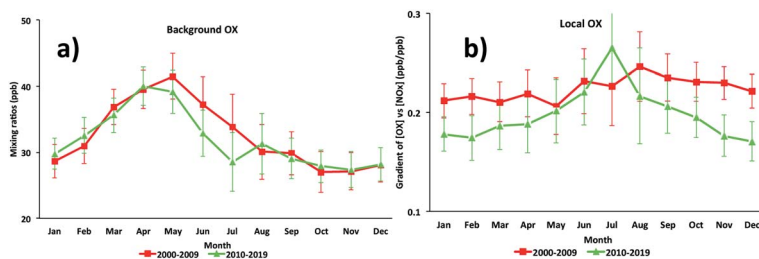 Background OX
a)
Mixing ratios (ppb)
50
40
30
20
Jan Feb Mar Apr May Jun Jul Aug Sep Oct Nov Dec
Month
2000-2009 2010-2019
Local OX
b)
Gradient of [OX] vs [NOx] (ppb/ppb)
0.3
0.2
0.1
Jan Feb Mar Apr May Jun Jul Aug Sep Oct Nov Dec
Month
2000-2009 2010-2019